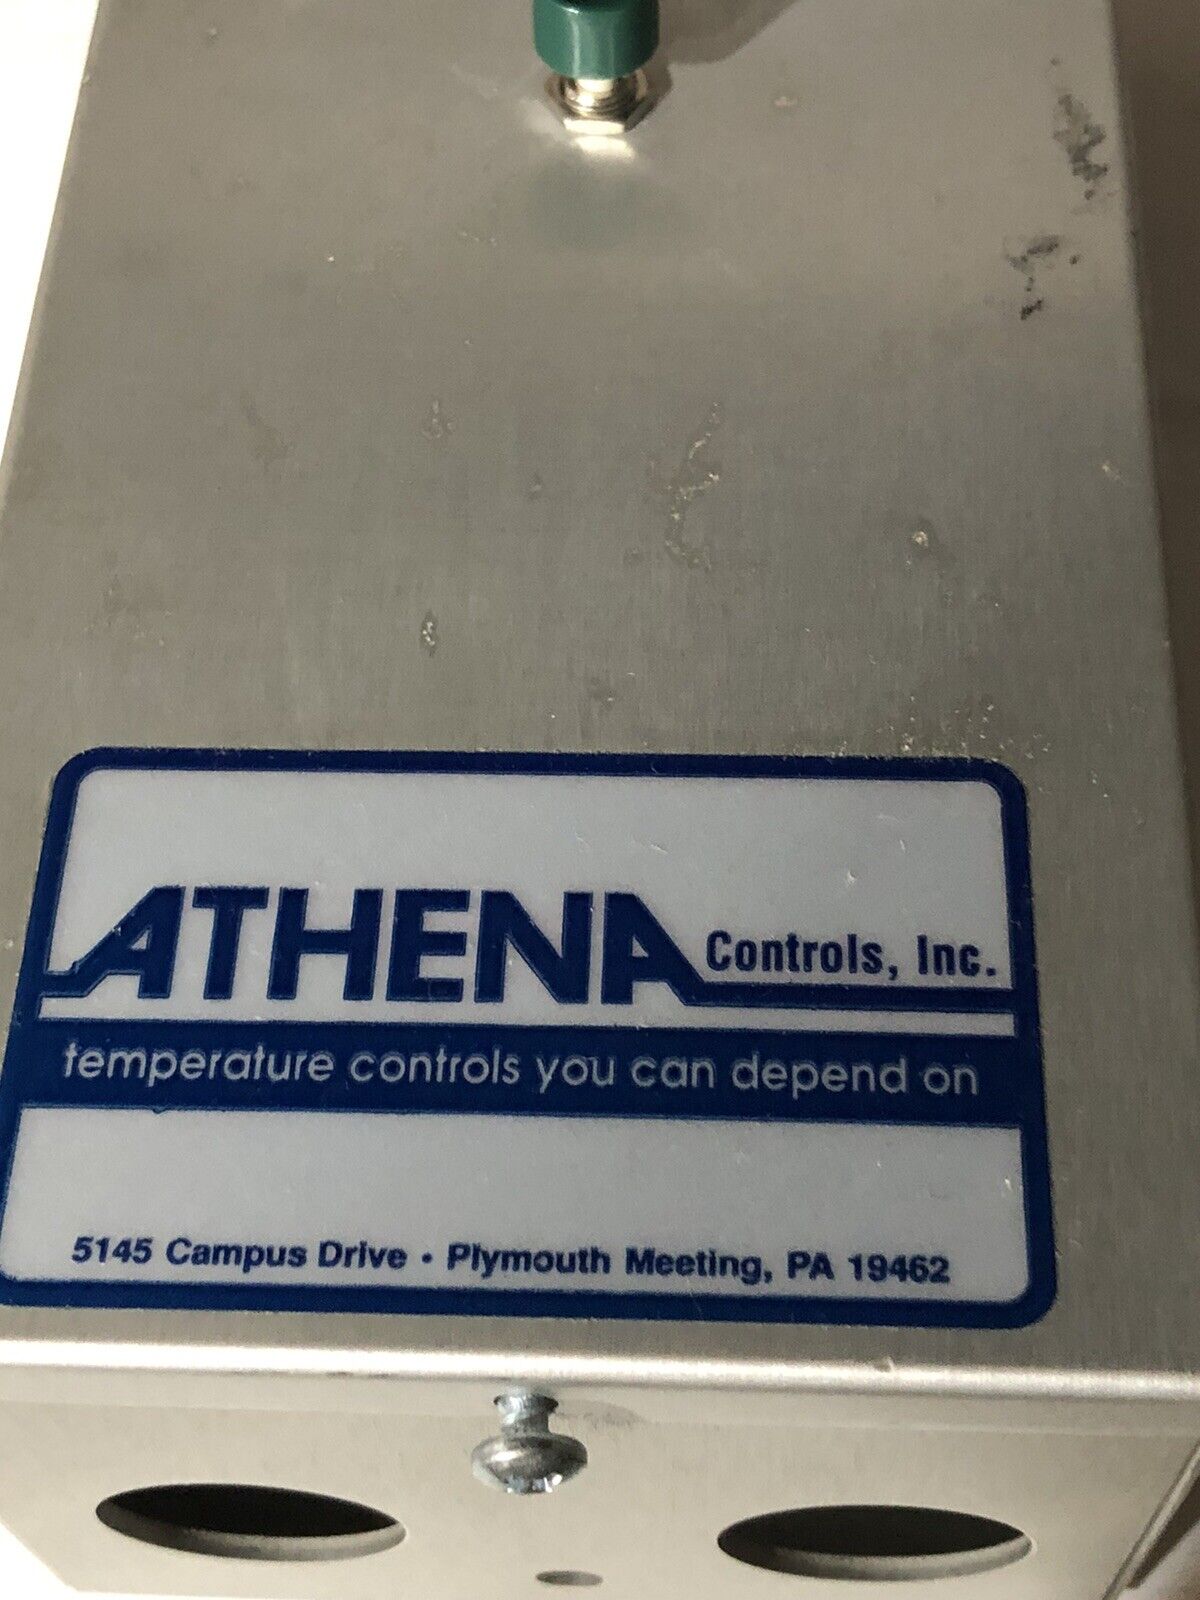 ATHENA Controls, Inc.
temperature controls you can depend on
5145 Campus Drive • Plymouth Meeting, PA 19462